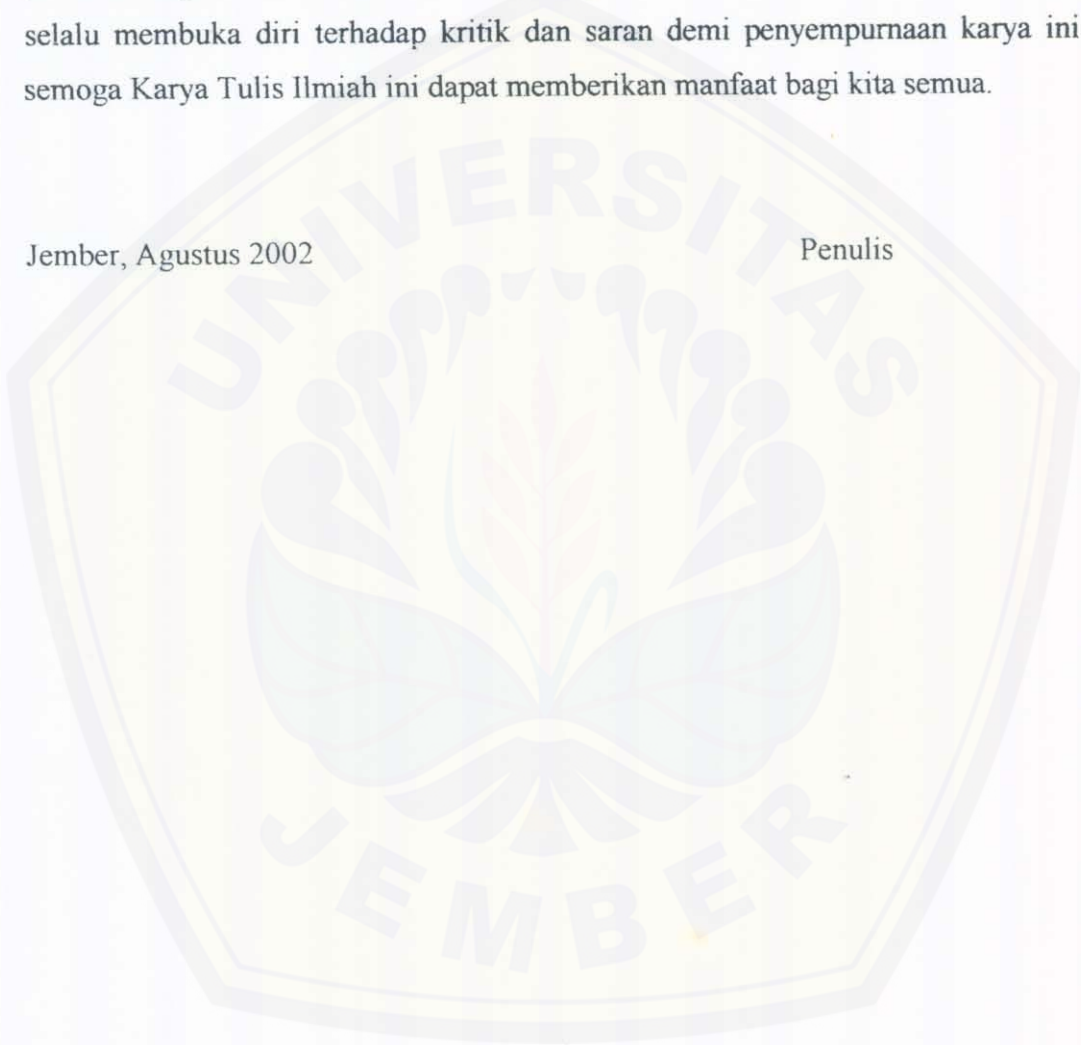 selalu membuka diri terhadap kritik dan saran demi penyempurnaan karya ini
semoga Karya Tulis Ilmiah ini dapat memberikan manfaat bagi kita semua.
UNIVERSITAS
Jember, Agustus 2002 Penulis
JEMBER